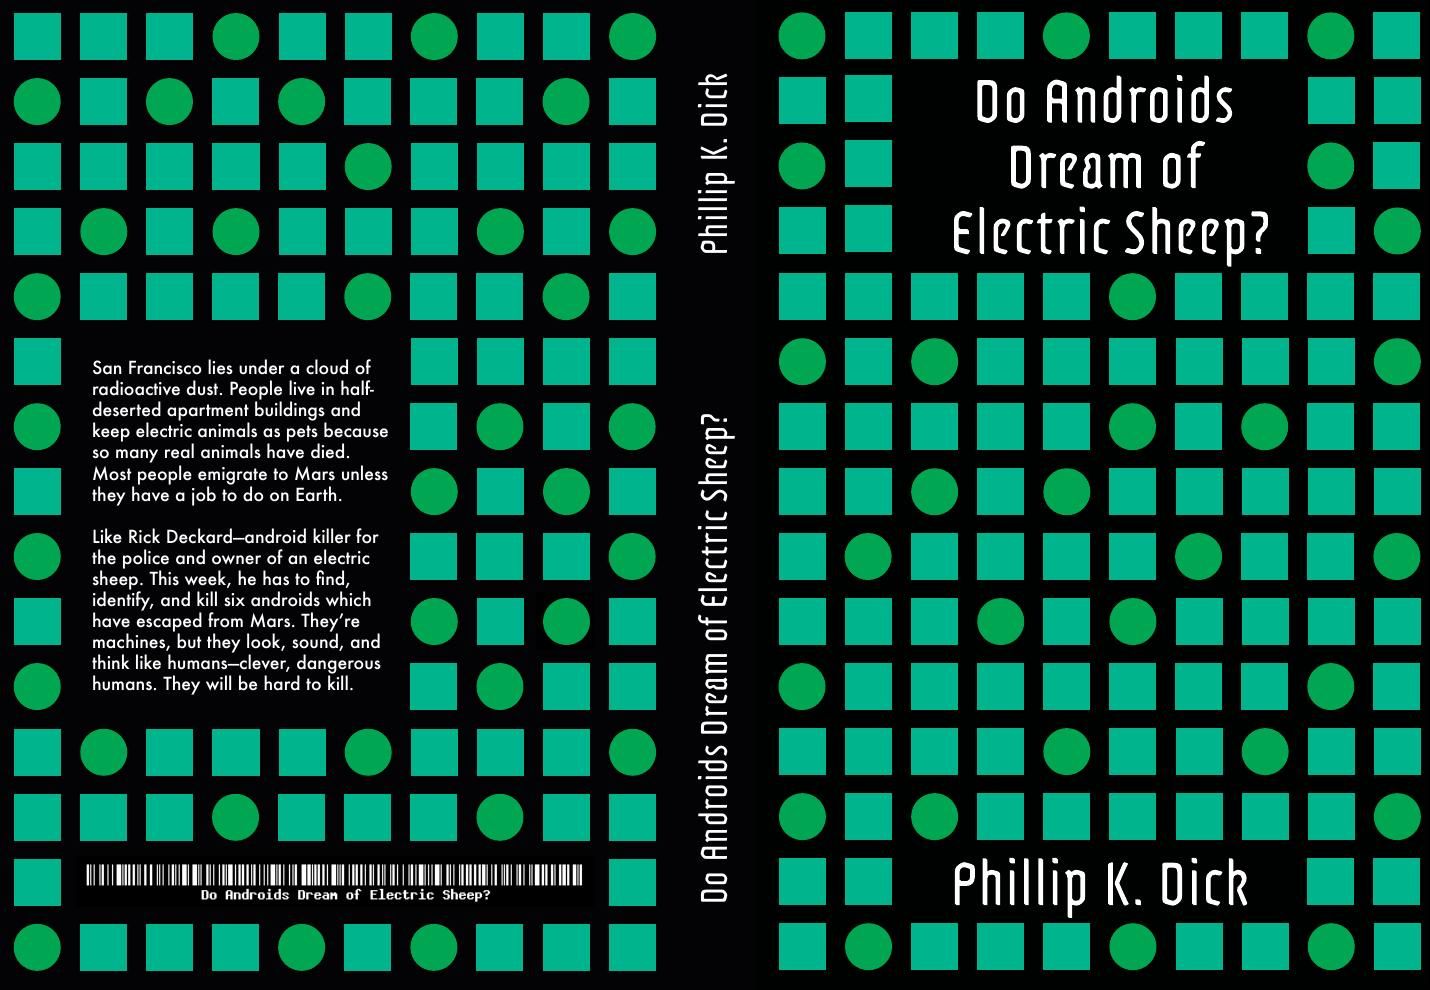 San Francisco lies under a cloud of
radioactive dust. People live in half-
deserted apartment buildings and
keep electric animals as pets because
so many real animals have died.
Most people emigrate to Mars unless
they have a job to do on Earth.
Like Rick Deckard—android killer for
the police and owner of an electric
sheep. This week, he has to find,
identify, and kill six androids which
have escaped from Mars. They're
machines, but they look, sound, and
think like humans—clever, dangerous
humans. They will be hard to kill.
Do Androids Dream of Electric Sheep?
Phillip K. Dick
Do Androids Dream of Electric Sheep?
Do Androids
Dream of
Electric Sheep?
Phillip K. Dick